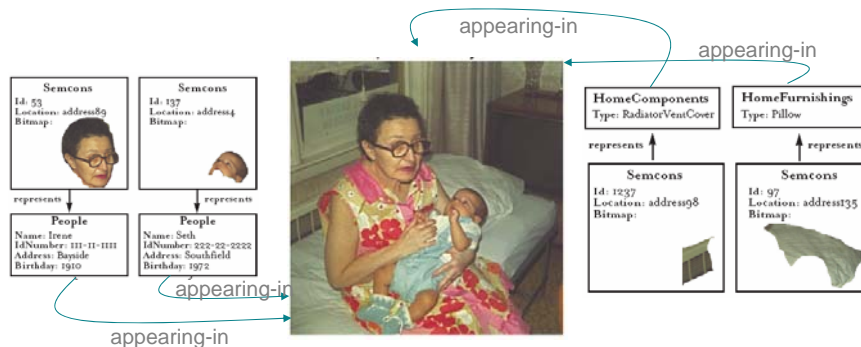 appearing-in
appearing-in
Semcons
Id: 53
Location: address89
Bitmap:
Semcons
Id: 137
Location: address4
Bitmap:
HomeComponents
Type: RadiatorVentCover
HomeFurnishings
Type: Pillow
represents
represents
represents
represents
People
Name: Irene
IdNumber: 111-11-1111
Address: Bayside
Birthday: 1910
People
Name: Seth
IdNumber: 222-22-2222
Address: Southfield
Birthday: 1972
Semcons
Id: 1237
Location: address98
Bitmap:
Semcons
Id: 97
Location: address135
Bitmap:
appearing-in
appearing-in